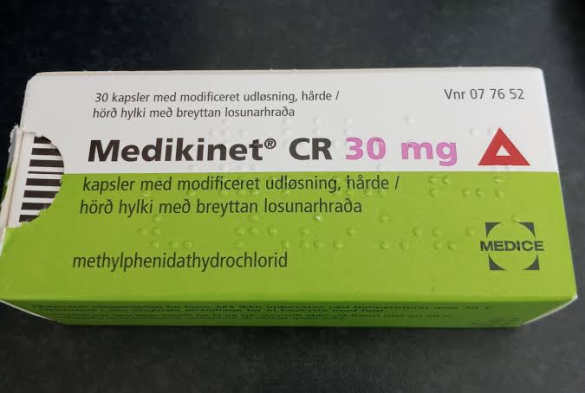 30 kapsler med modificeret udløsning, hårde /
hörð hylki með breyttan losunarhraða
Vnr 07 76 52
Medikinet® CR 30 mg
kapsler med modificeret udløsning, hårde /
hörð hylki með breyttan losunarhraða
methylphenidathydrochlorid
MEDICE